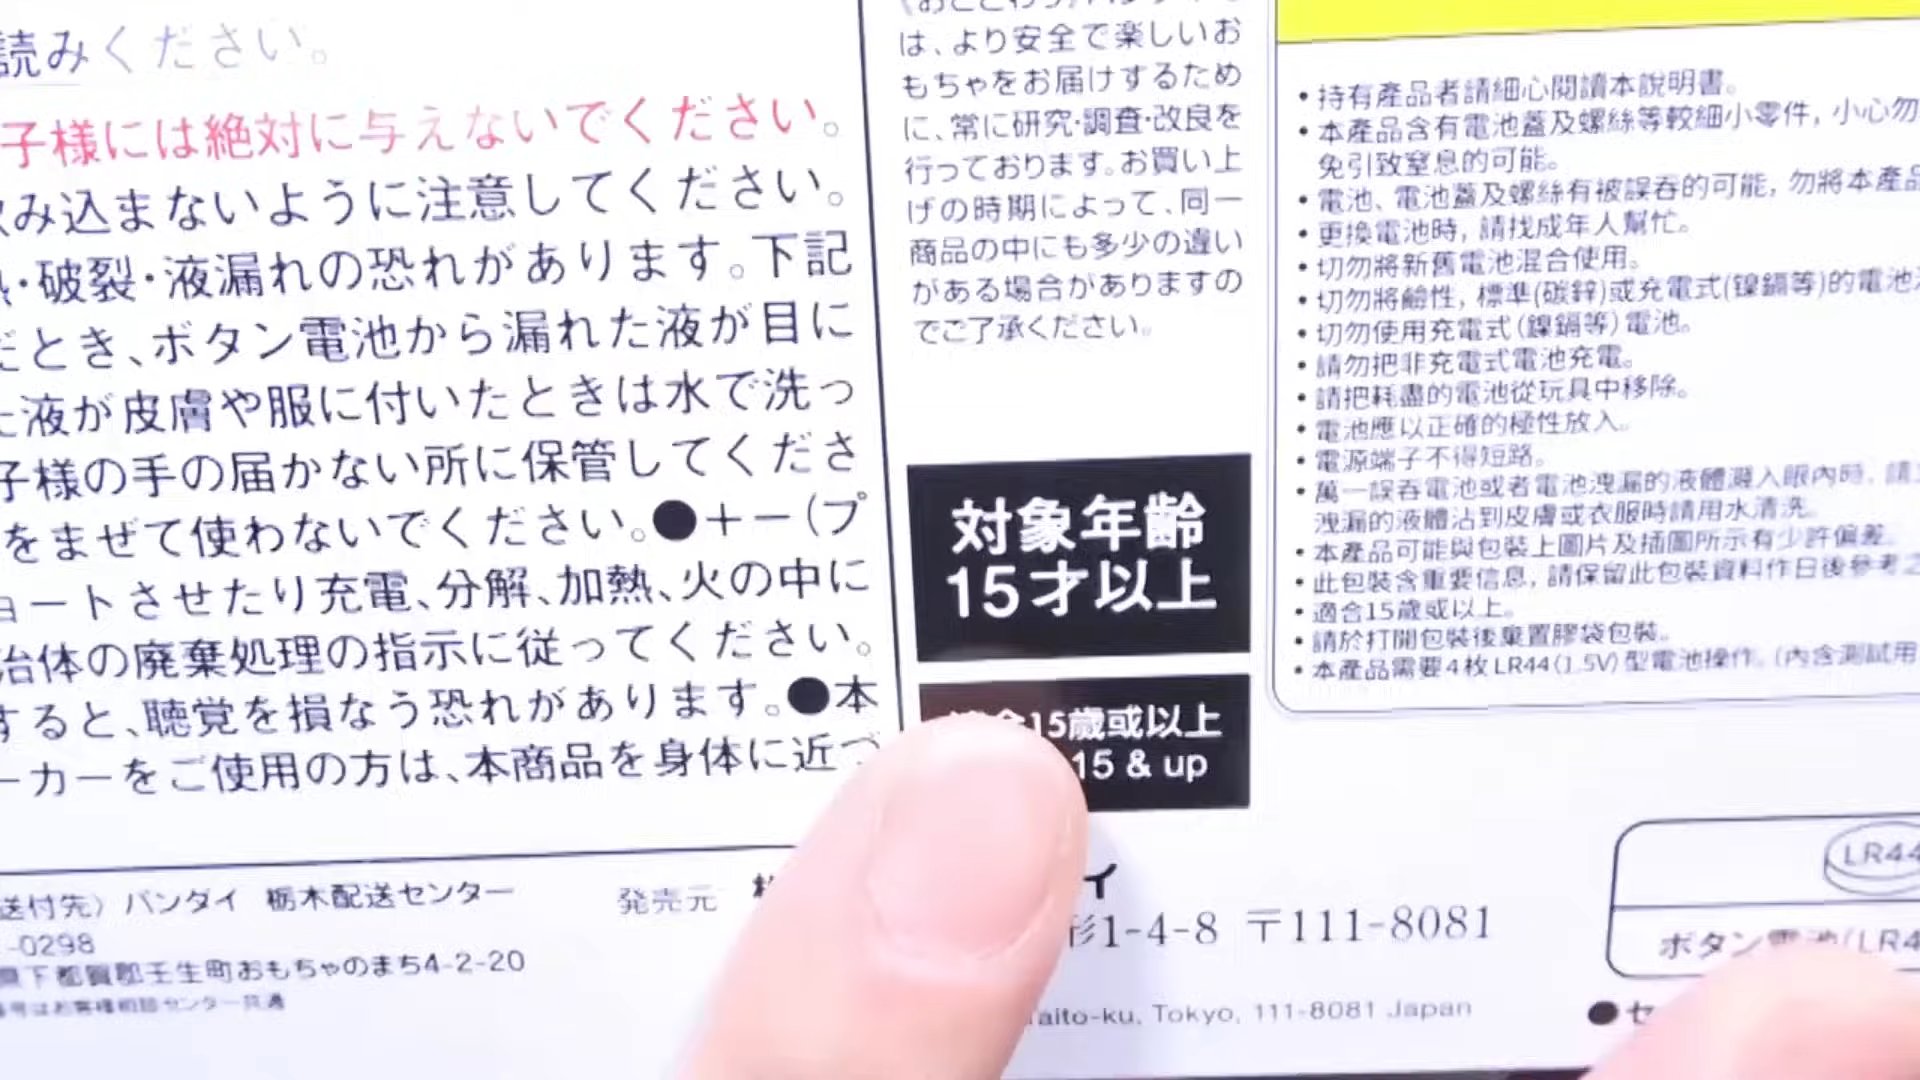 読みください。
子様には絶対に与えないでください。
み込まないように注意してください。
・破裂・液漏れの恐れがあります。下記
とき、ボタン電池から漏れた液が目に
液が皮膚や服に付いたときは水で洗っ
子様の手の届かない所に保管してくださ
をまぜて使わないでください。●＋－(プ
ョートさせたり充電、分解、加熱、火の中に
治体の廃棄処理の指示に従ってください。
すると、聴覚を損なう恐れがあります。●本
ーカーをご使用の方は、本商品を身体に近づ
送付先）バンダイ 栃木配送センター
-0298
県下都賀郡壬生町おもちゃのまち4-2-20
番号はお客様相談センター共通
は、より安全で楽しいお
もちゃをお届けするため
に、常に研究・調査・改良を
行っております。お買い上
げの時期によって、同一
商品の中にも多少の違い
がある場合がありますの
でご了承ください。
対象年齢
15才以上
15歳或以上
15 & up
発売元
イ
形1-4-8 〒111-8081
aito-ku, Tokyo, 111-8081 Japan
• 持有產品者請細心閱讀本說明書。
• 本產品含有電池蓋及螺絲等較細小零件, 小心勿
免引致窒息的可能。
• 電池、電池蓋及螺絲有被誤吞的可能, 勿將本產品
• 更換電池時, 請找成年人幫忙。
• 切勿將新舊電池混合使用。
• 切勿將鹼性, 標準(碳鋅)或充電式(鎳鎘等)的電池
• 切勿使用充電式(鎳鎘等)電池。
• 請勿把非充電式電池充電。
• 請把耗盡的電池從玩具中移除。
• 電池應以正確的極性放入。
• 電源端子不得短路。
• 萬一誤吞電池或者電池洩漏的液體濺入眼內時, 請
洩漏的液體沾到皮膚或衣服時請用水清洗。
• 本產品可能與包裝上圖片及插圖所示有少許偏差。
• 此包裝含重要信息, 請保留此包裝資料作日後參考之
• 適合15歲或以上。
• 請於打開包裝後棄置膠袋包裝。
• 本產品需要4枚LR44(1.5V)型電池操作。(內含測試用
LR44
ボタン電池(LR4
●セ